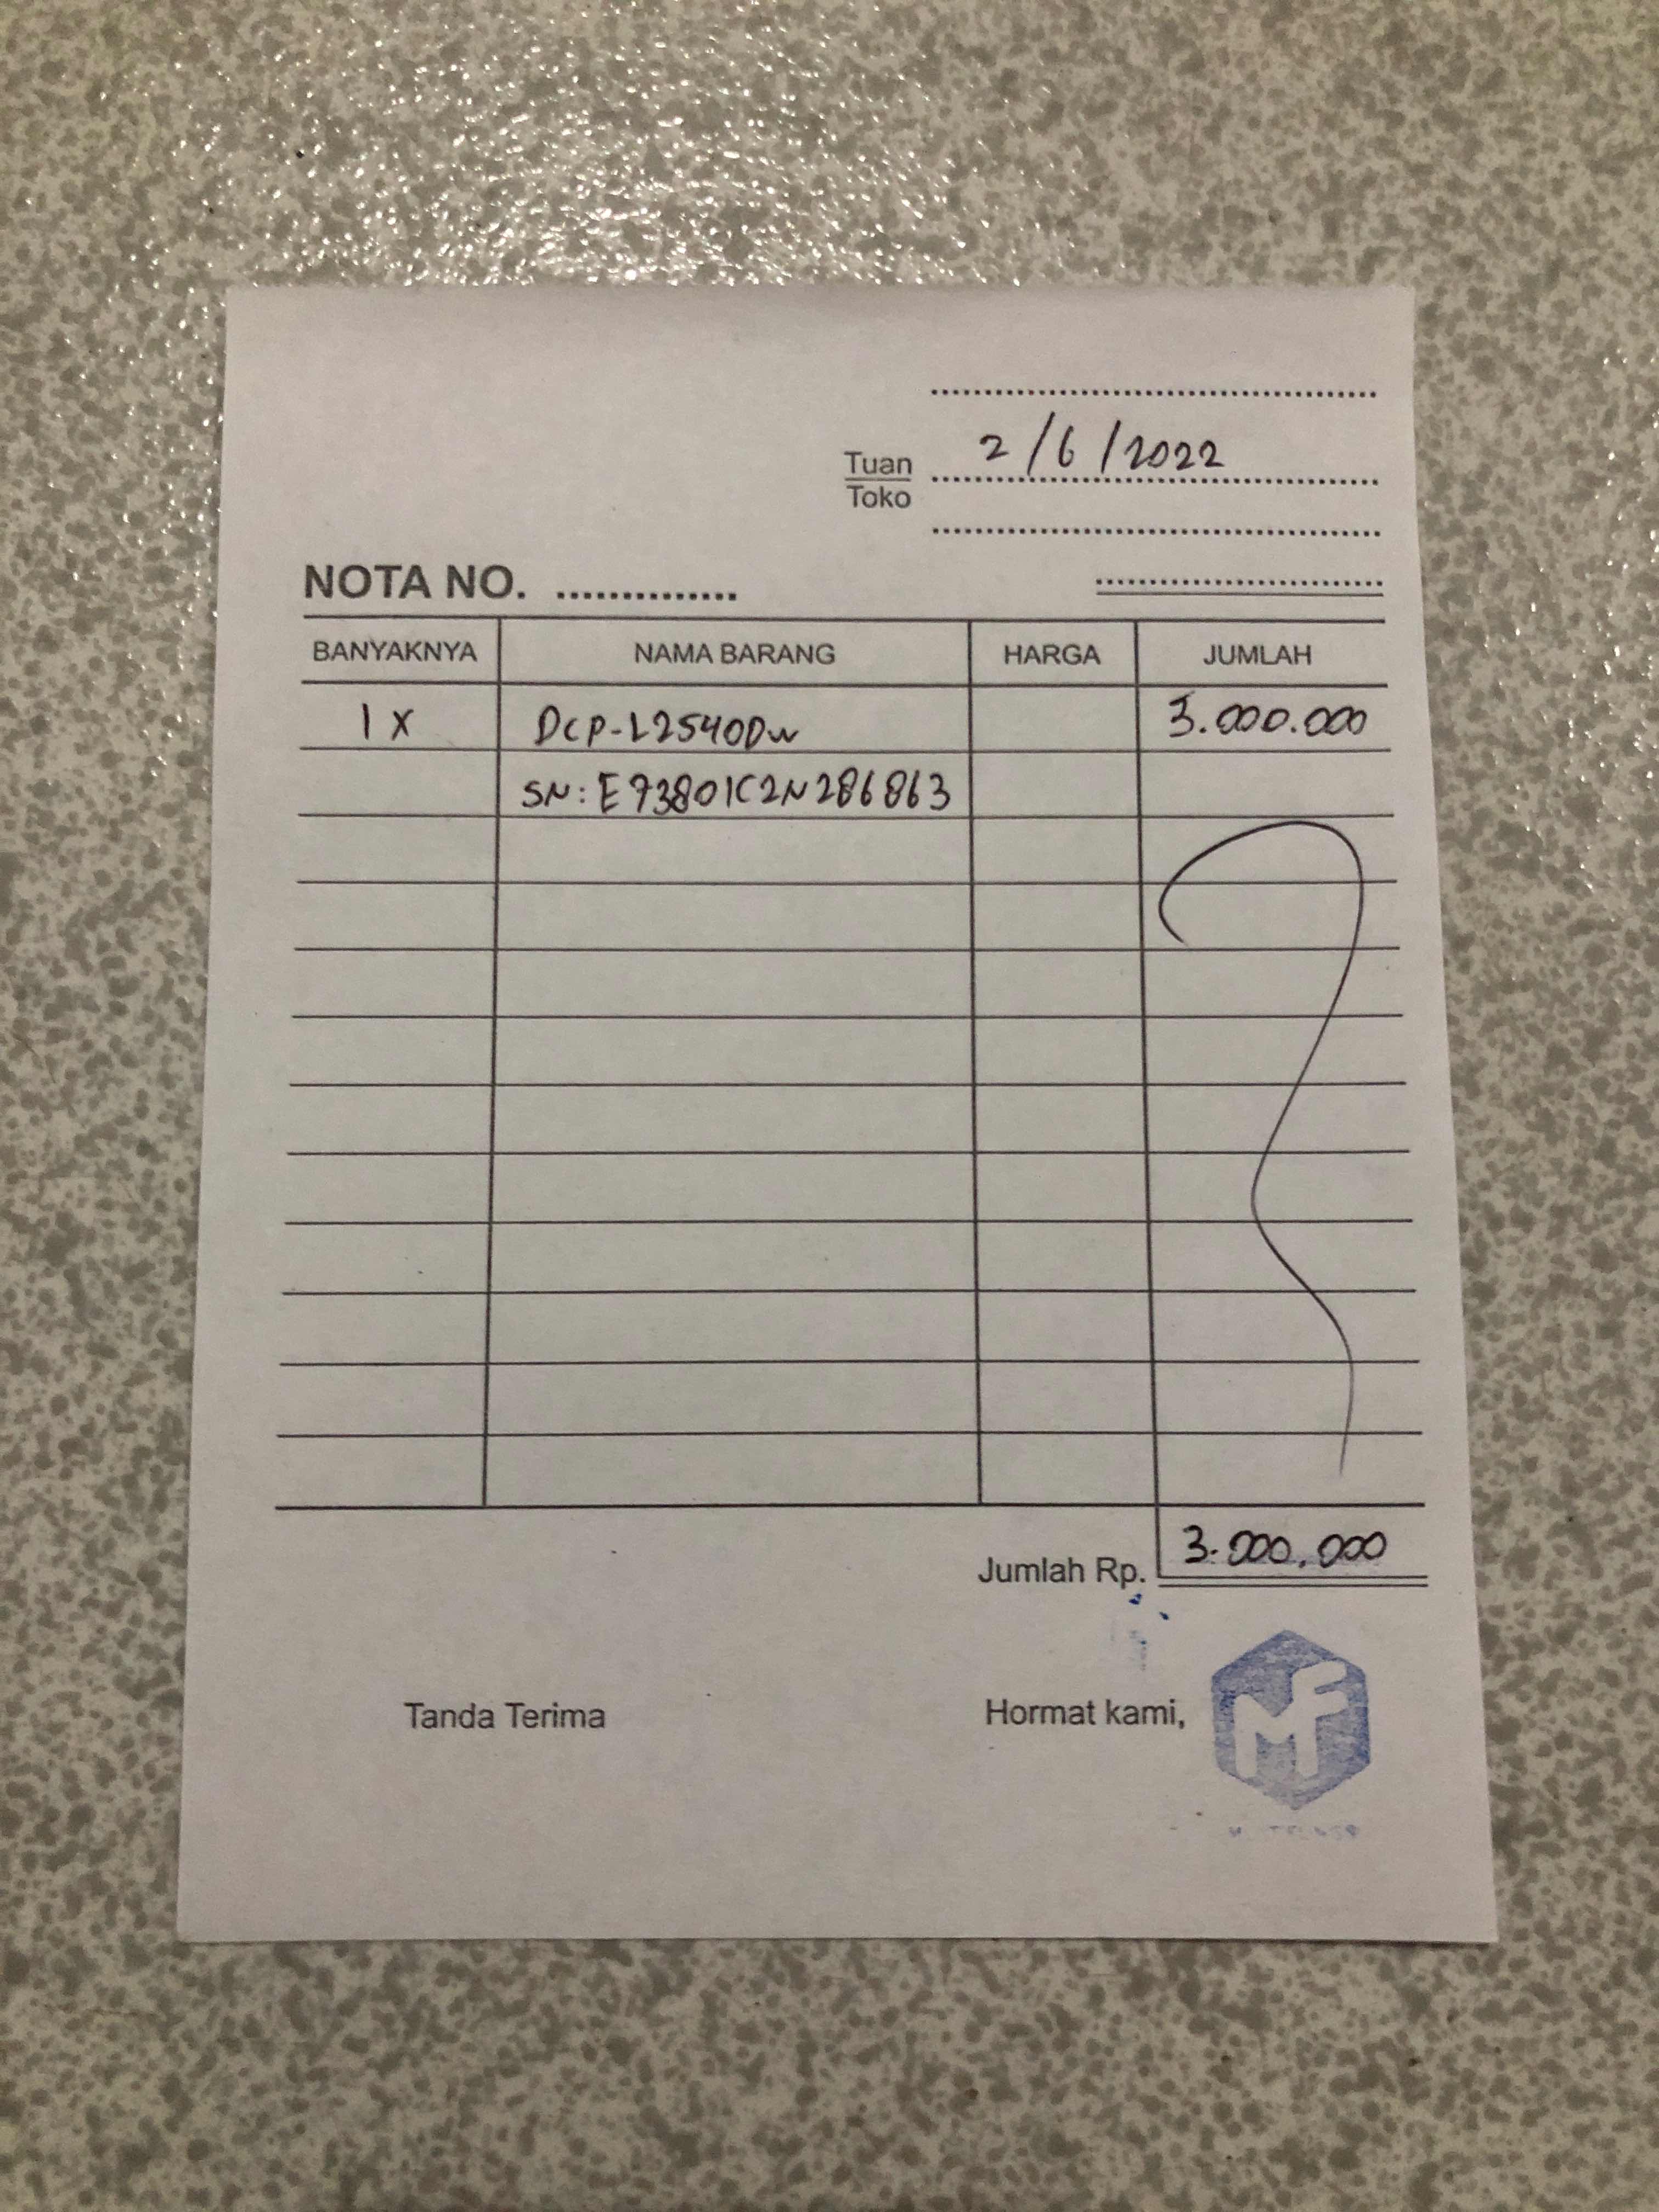 2/6/2022
Tuan
Toko
NOTA NO. ..............
BANYAKNYA NAMA BARANG HARGA JUMLAH
1 X DCP-L2540DW 3.000.000
SN: E73801C2N286863
Jumlah Rp. 3.000.000
Tanda Terima Hormat kami,
MF